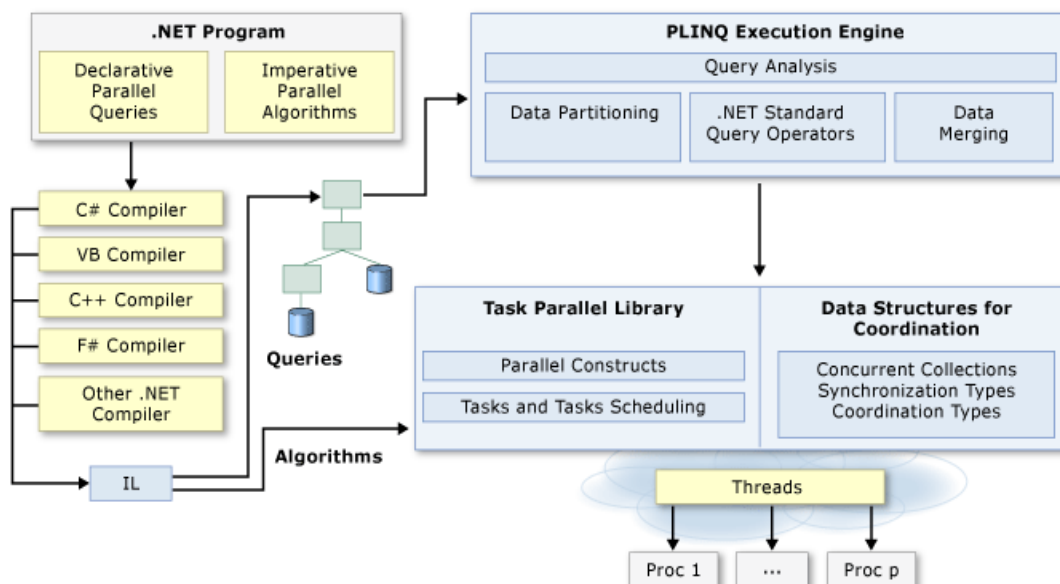 .NET Program
Declarative
Parallel
Queries
Imperative
Parallel
Algorithms
C# Compiler
VB Compiler
C++ Compiler
F# Compiler
Other .NET
Compiler
IL
Queries
Algorithms
PLINQ Execution Engine
Query Analysis
Data Partitioning
.NET Standard
Query Operators
Data
Merging
Task Parallel Library
Parallel Constructs
Tasks and Tasks Scheduling
Data Structures for
Coordination
Concurrent Collections
Synchronization Types
Coordination Types
Threads
Proc 1
...
Proc p